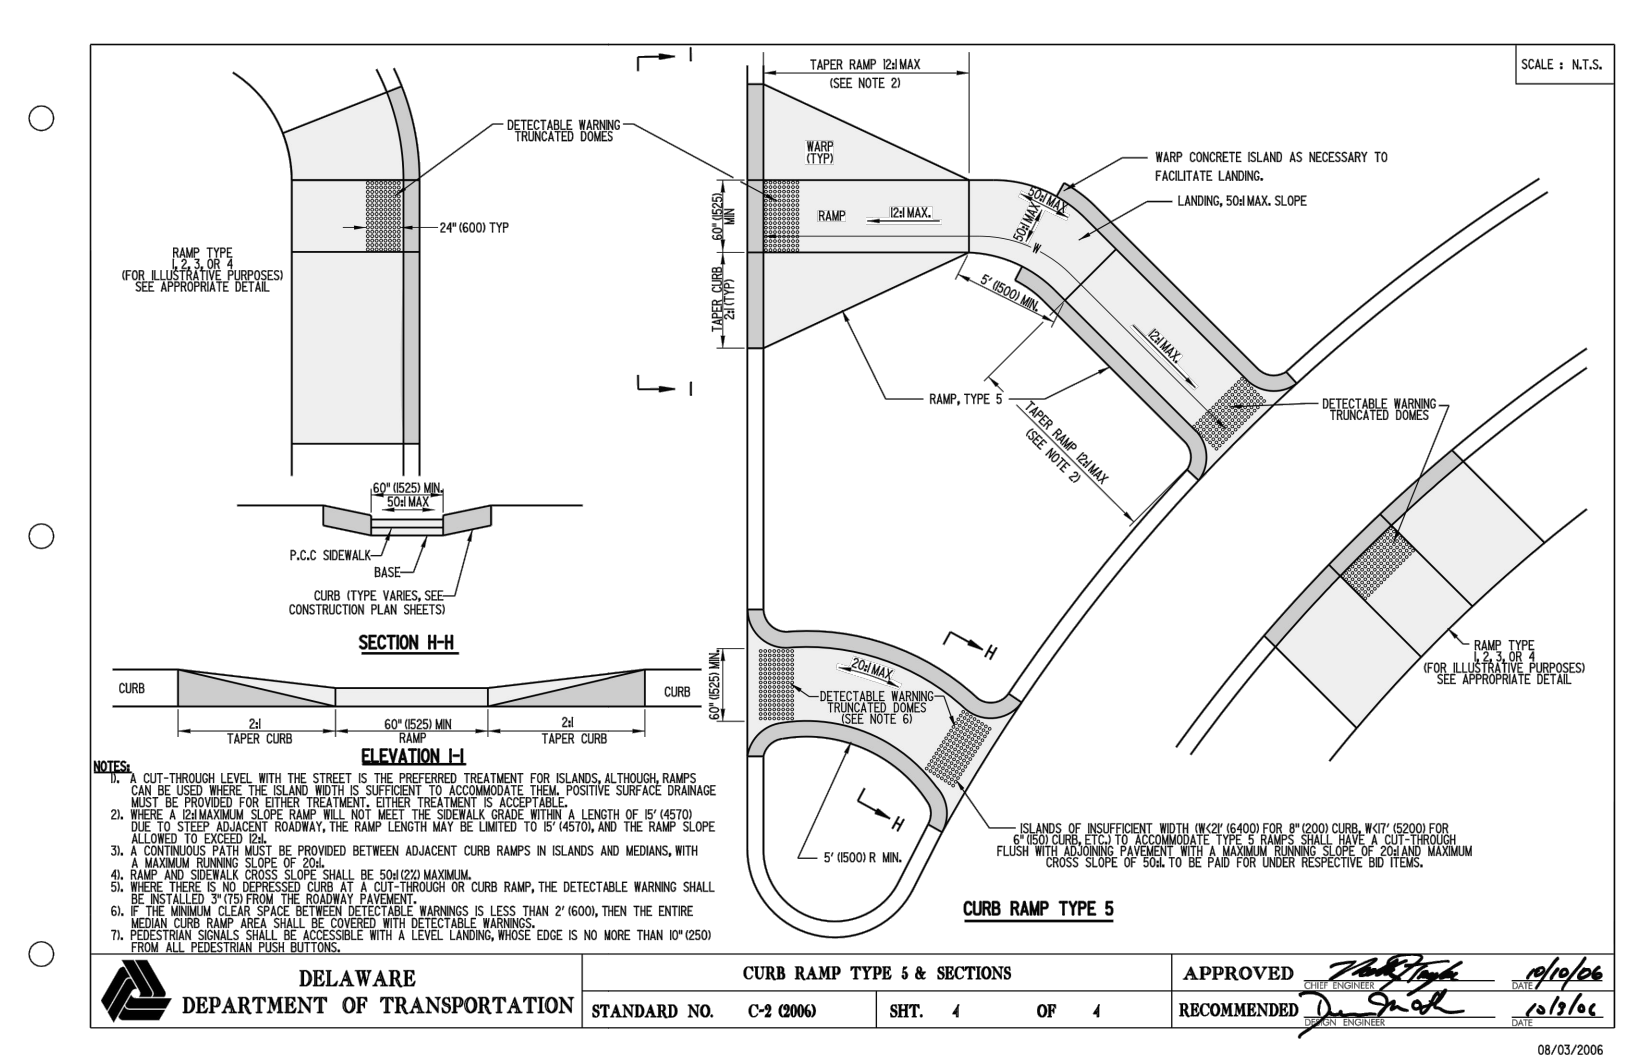 SCALE : N.T.S.
I
TAPER RAMP 12:1 MAX
(SEE NOTE 2)
DETECTABLE WARNING
TRUNCATED DOMES
WARP
(TYP)
WARP CONCRETE ISLAND AS NECESSARY TO
FACILITATE LANDING.
LANDING, 50:1 MAX. SLOPE
50:1 MAX.
50:1 MAX.
W
60" (1525)
MIN
RAMP
12:1 MAX.
24" (600) TYP
RAMP TYPE
1, 2, 3, OR 4
(FOR ILLUSTRATIVE PURPOSES)
SEE APPROPRIATE DETAIL
TAPER CURB
2:1 (TYP)
5' (1500) MIN.
12:1 MAX.
I
RAMP, TYPE 5
TAPER RAMP 12:1 MAX
(SEE NOTE 2)
DETECTABLE WARNING
TRUNCATED DOMES
60" (1525) MIN.
50:1 MAX
P.C.C SIDEWALK
BASE
CURB (TYPE VARIES, SEE
CONSTRUCTION PLAN SHEETS)
SECTION H-H
H
RAMP TYPE
1, 2, 3, OR 4
(FOR ILLUSTRATIVE PURPOSES)
SEE APPROPRIATE DETAIL
60" (1525) MIN.
20:1 MAX
DETECTABLE WARNING
TRUNCATED DOMES
(SEE NOTE 6)
CURB
CURB
2:1
TAPER CURB
60" (1525) MIN
RAMP
2:1
TAPER CURB
ELEVATION I-I
H
5' (1500) R MIN.
ISLANDS OF INSUFFICIENT WIDTH (W<21' (6400) FOR 8" (200) CURB, W<17' (5200) FOR
6" (150) CURB, ETC.) TO ACCOMMODATE TYPE 5 RAMPS SHALL HAVE A CUT-THROUGH
FLUSH WITH ADJOINING PAVEMENT WITH A MAXIMUM RUNNING SLOPE OF 20:1 AND MAXIMUM
CROSS SLOPE OF 50:1. TO BE PAID FOR UNDER RESPECTIVE BID ITEMS.
CURB RAMP TYPE 5
NOTES:
1). A CUT-THROUGH LEVEL WITH THE STREET IS THE PREFERRED TREATMENT FOR ISLANDS, ALTHOUGH, RAMPS
CAN BE USED WHERE THE ISLAND WIDTH IS SUFFICIENT TO ACCOMMODATE THEM. POSITIVE SURFACE DRAINAGE
MUST BE PROVIDED FOR EITHER TREATMENT. EITHER TREATMENT IS ACCEPTABLE.
2). WHERE A 12:1 MAXIMUM SLOPE RAMP WILL NOT MEET THE SIDEWALK GRADE WITHIN A LENGTH OF 15' (4570)
DUE TO STEEP ADJACENT ROADWAY, THE RAMP LENGTH MAY BE LIMITED TO 15' (4570), AND THE RAMP SLOPE
ALLOWED TO EXCEED 12:1.
3). A CONTINUOUS PATH MUST BE PROVIDED BETWEEN ADJACENT CURB RAMPS IN ISLANDS AND MEDIANS, WITH
A MAXIMUM RUNNING SLOPE OF 20:1.
4). RAMP AND SIDEWALK CROSS SLOPE SHALL BE 50:1 (2%) MAXIMUM.
5). WHERE THERE IS NO DEPRESSED CURB AT A CUT-THROUGH OR CURB RAMP, THE DETECTABLE WARNING SHALL
BE INSTALLED 3" (75) FROM THE ROADWAY PAVEMENT.
6). IF THE MINIMUM CLEAR SPACE BETWEEN DETECTABLE WARNINGS IS LESS THAN 2' (600), THEN THE ENTIRE
MEDIAN CURB RAMP AREA SHALL BE COVERED WITH DETECTABLE WARNINGS.
7). PEDESTRIAN SIGNALS SHALL BE ACCESSIBLE WITH A LEVEL LANDING, WHOSE EDGE IS NO MORE THAN 10" (250)
FROM ALL PEDESTRIAN PUSH BUTTONS.
DELAWARE
DEPARTMENT OF TRANSPORTATION
CURB RAMP TYPE 5 & SECTIONS
STANDARD NO. C-2 (2006)
SHT. 4 OF 4
APPROVED
CHIEF ENGINEER
10/10/06
DATE
RECOMMENDED
DESIGN ENGINEER
10/9/06
DATE
08/03/2006